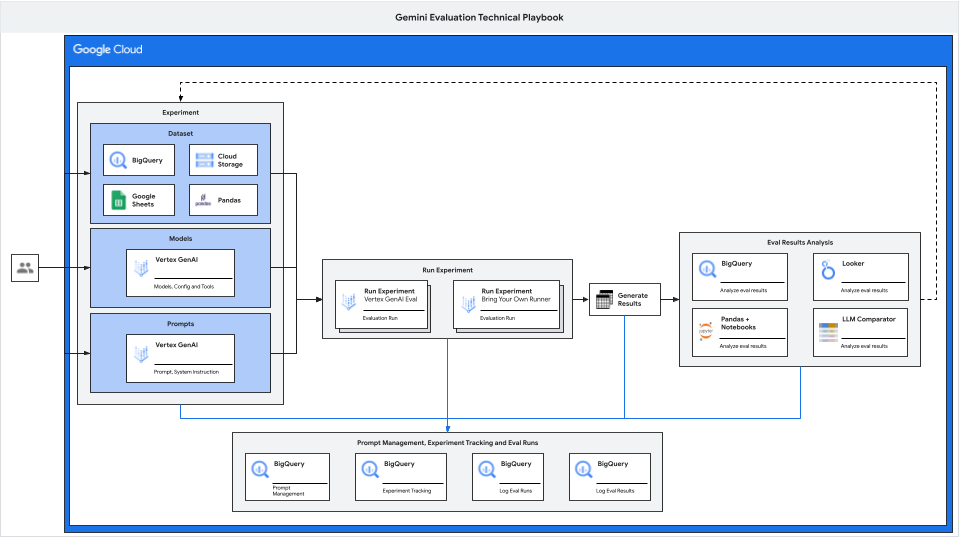 Gemini Evaluation Technical Playbook
Google Cloud
Experiment
Dataset
BigQuery
Cloud
Storage
Google
Sheets
pandas
Pandas
Models
Vertex GenAI
Models, Config and Tools
Prompts
Vertex GenAI
Prompt, System Instruction
Run Experiment
Run Experiment
Vertex GenAI Eval
Evaluation Run
Run Experiment
Bring Your Own Runner
Evaluation Run
Generate
Results
Eval Results Analysis
BigQuery
Analyze eval results
Looker
Analyze eval results
jupyter
Pandas +
Notebooks
Analyze eval results
LLM Comparator
Analyze eval results
Prompt Management, Experiment Tracking and Eval Runs
BigQuery
Prompt
Management
BigQuery
Experiment Tracking
BigQuery
Log Eval Runs
BigQuery
Log Eval Results